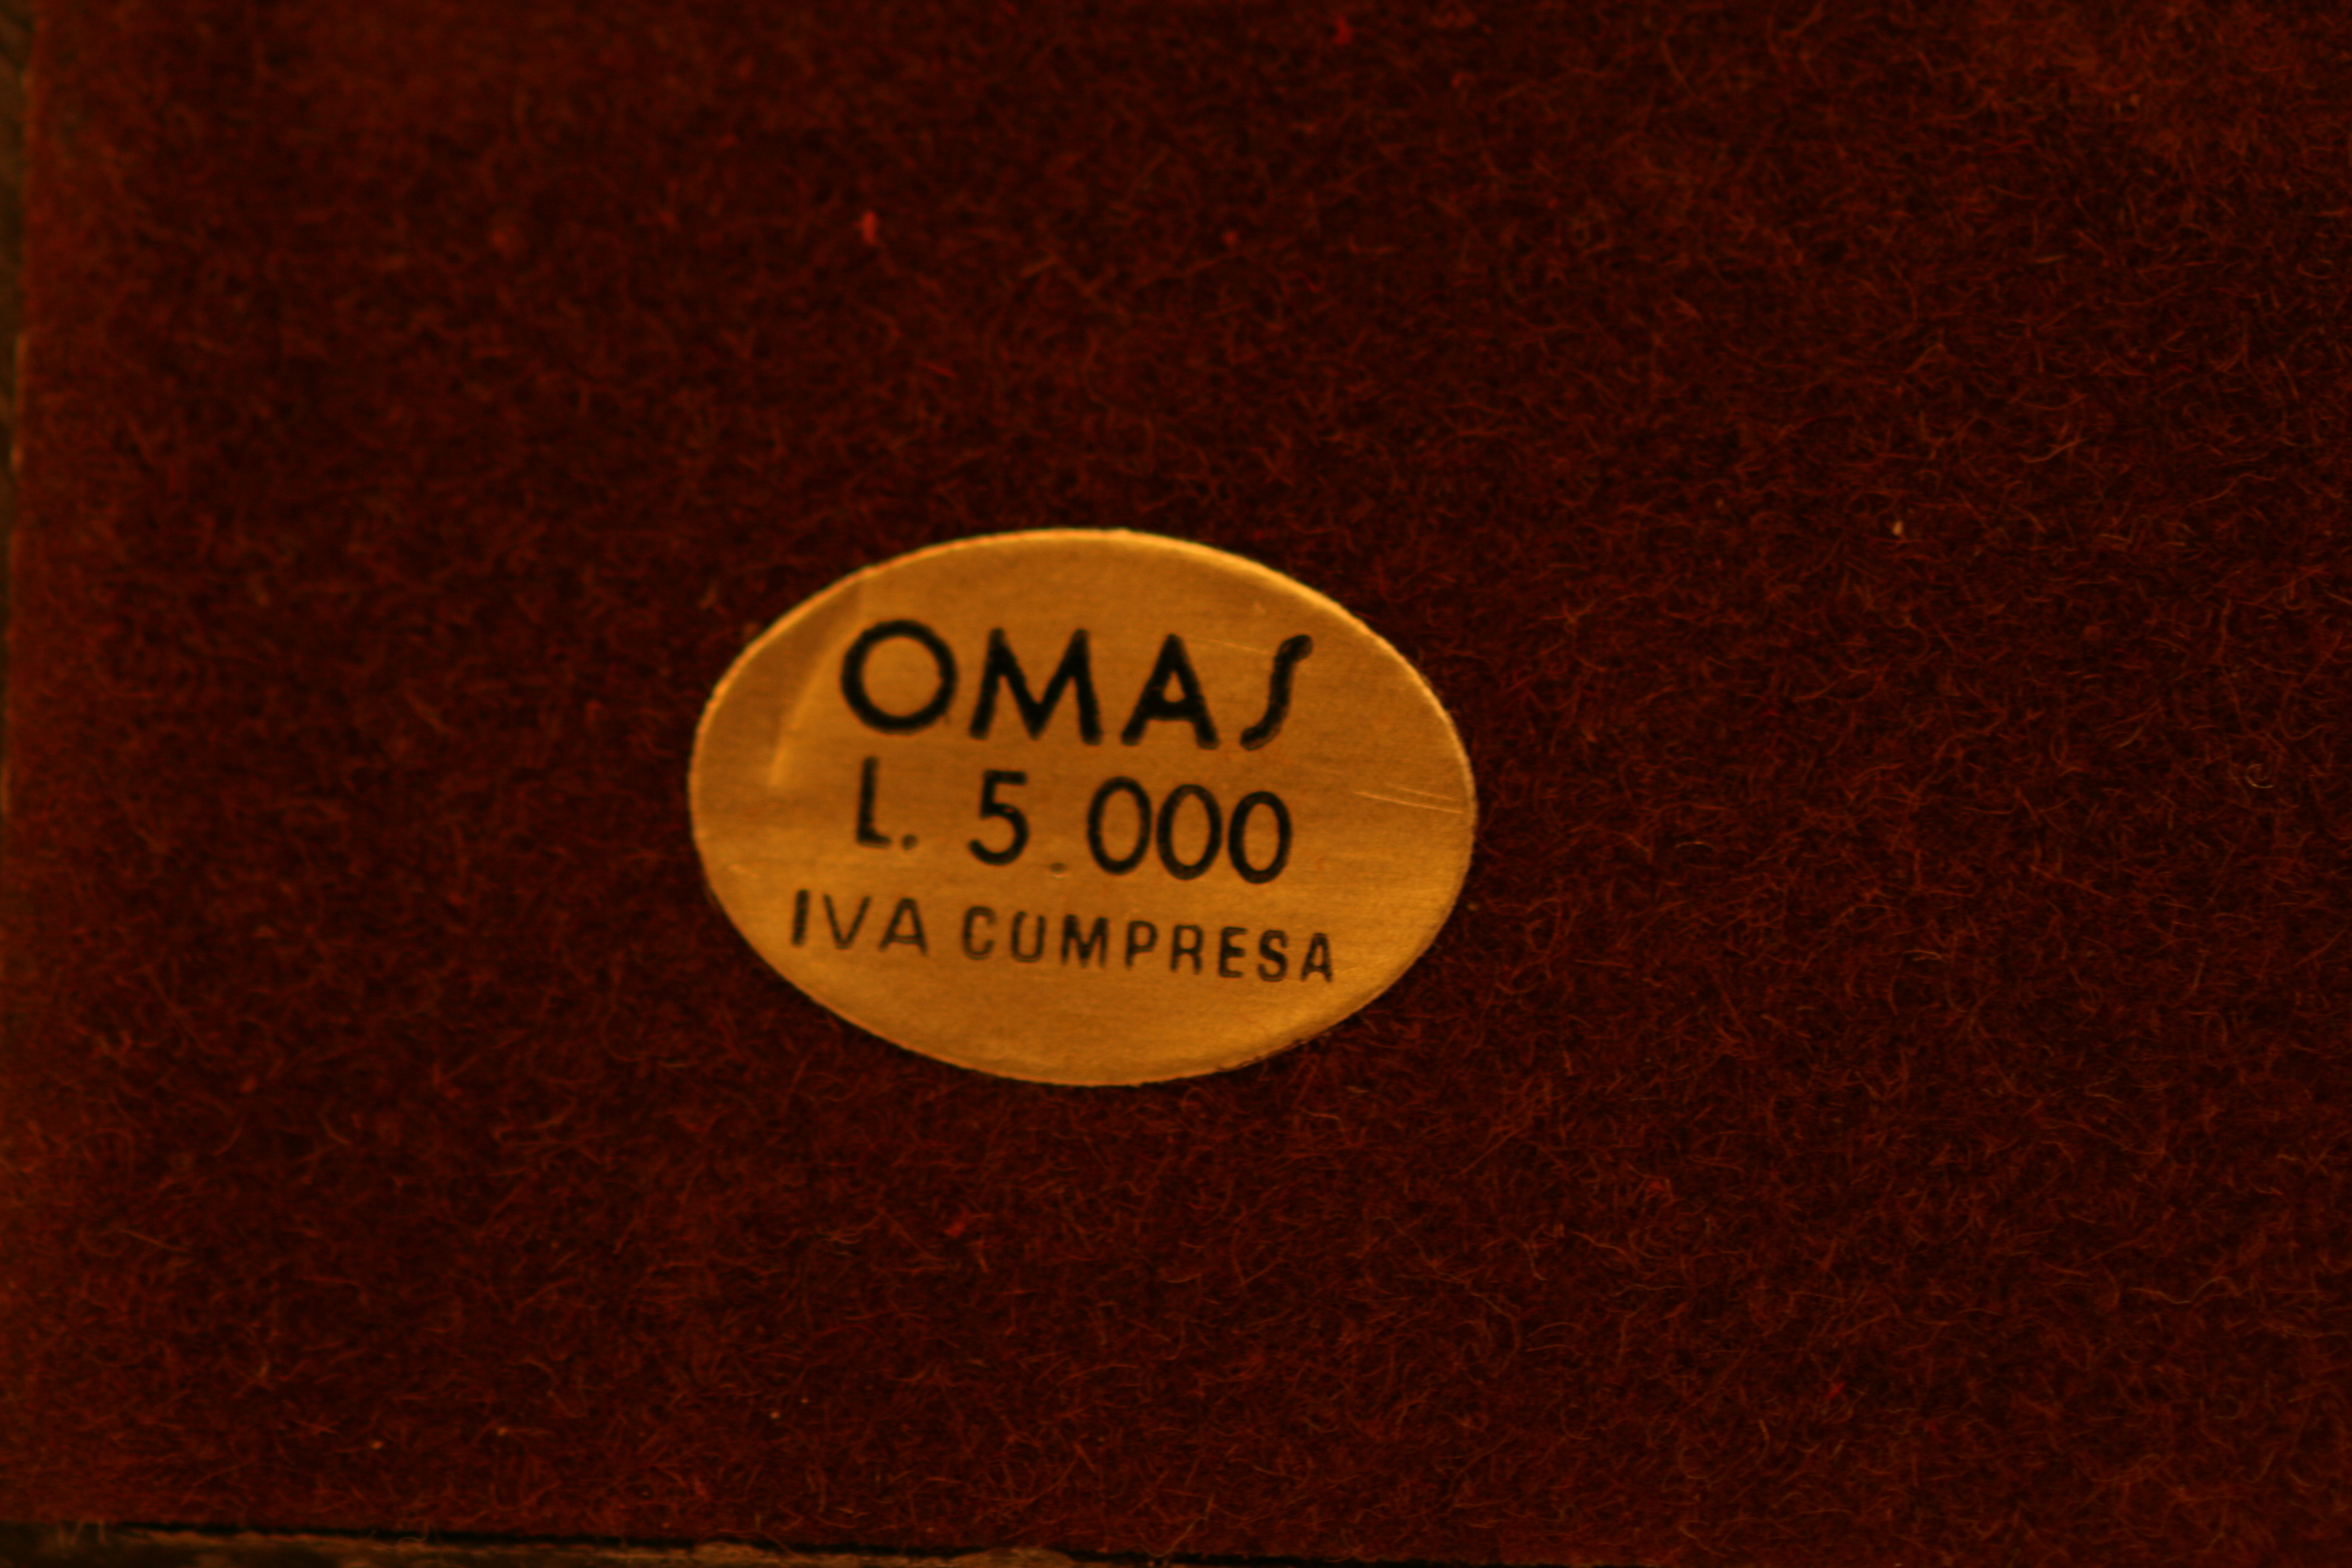 OMAS
L. 5.000
IVA CUMPRESA